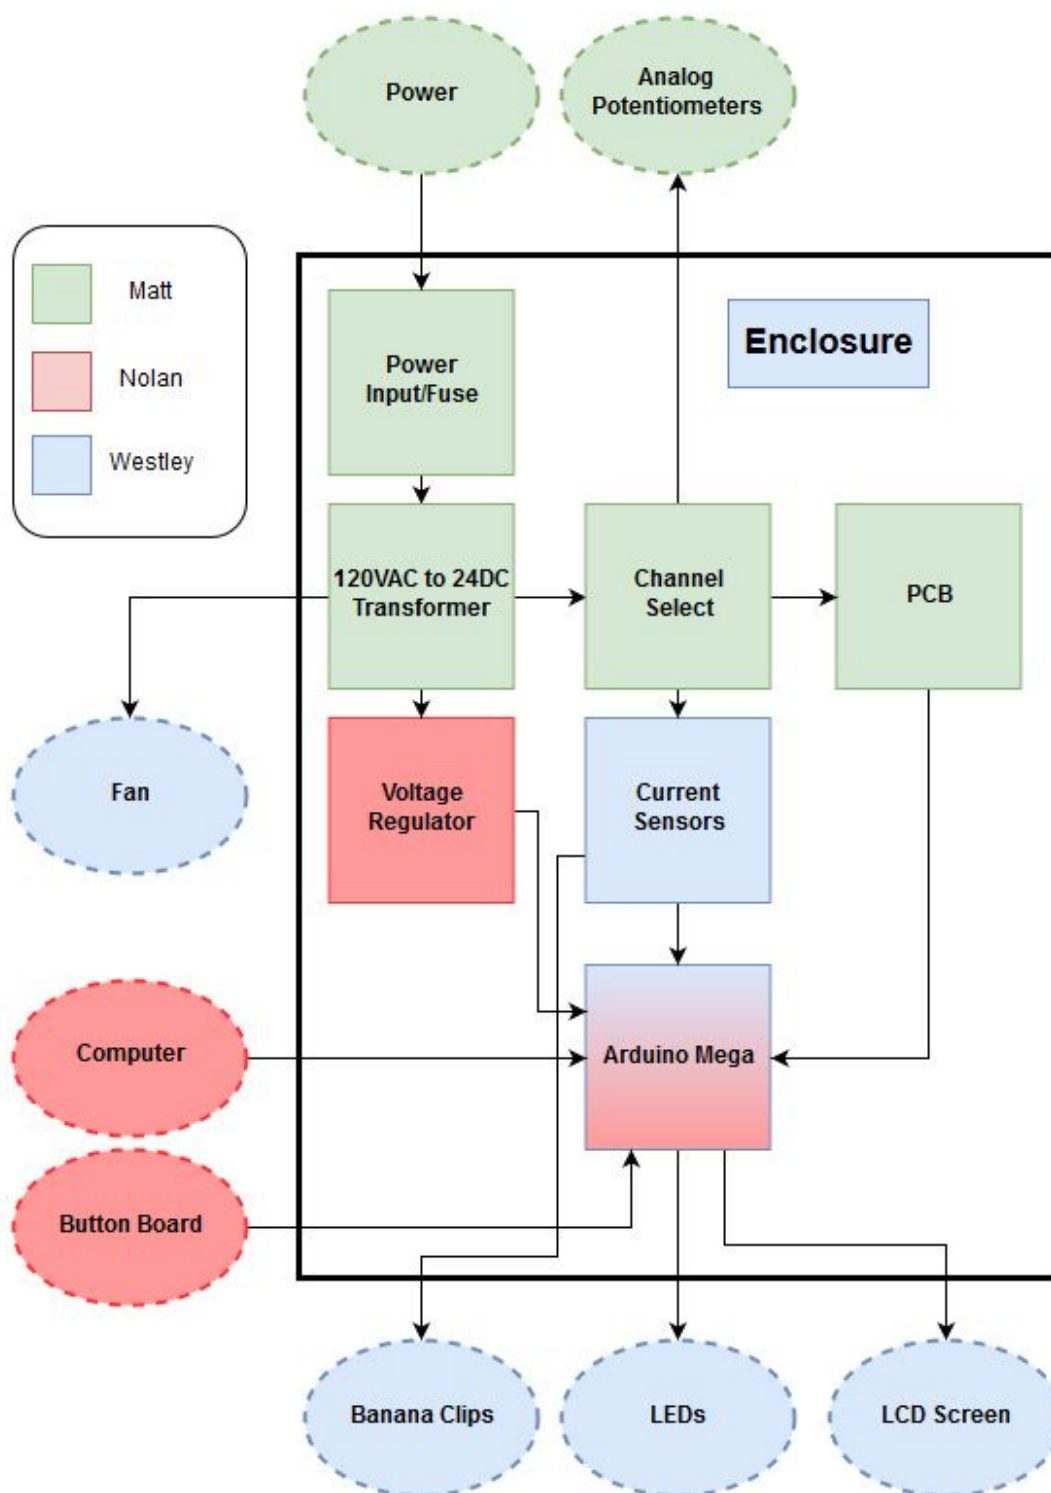 Power
Analog
Potentiometers
Matt
Nolan
Westley
Enclosure
Power
Input/Fuse
120VAC to 24DC
Transformer
Channel
Select
PCB
Fan
Voltage
Regulator
Current
Sensors
Computer
Arduino Mega
Button Board
Banana Clips
LEDs
LCD Screen